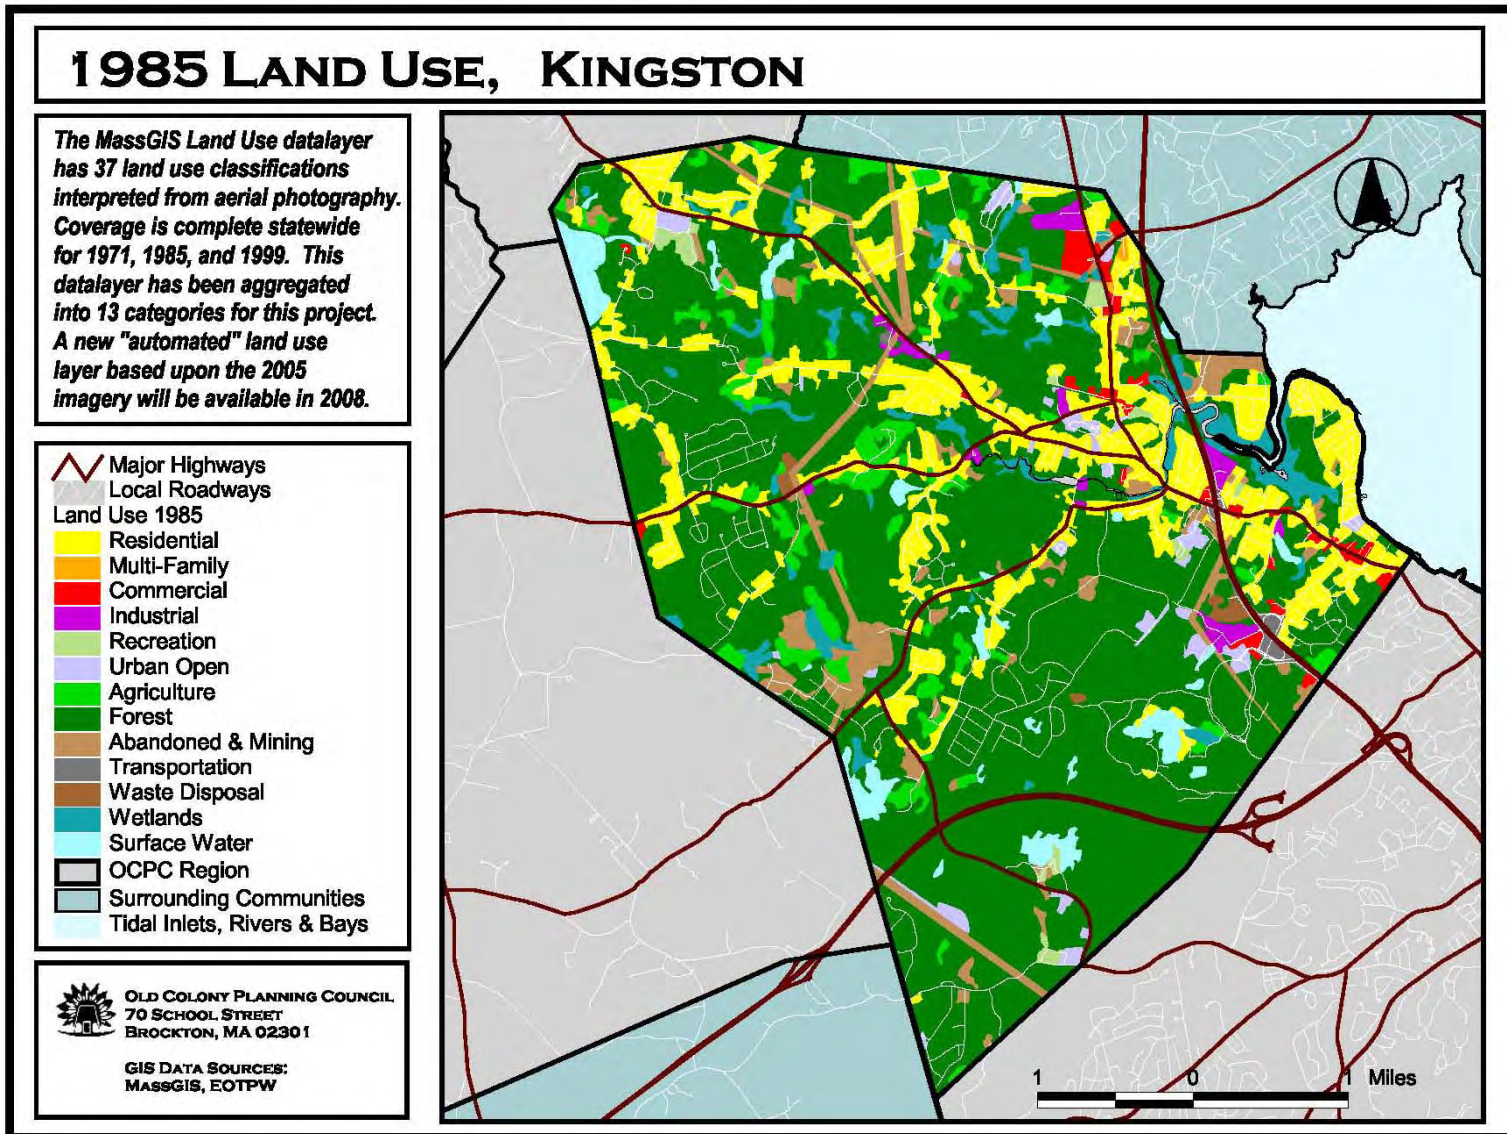 1985 LAND USE, KINGSTON
The MassGIS Land Use datalayer
has 37 land use classifications
interpreted from aerial photography.
Coverage is complete statewide
for 1971, 1985, and 1999. This
datalayer has been aggregated
into 13 categories for this project.
A new "automated" land use
layer based upon the 2005
imagery will be available in 2008.
Major Highways
Local Roadways
Land Use 1985
Residential
Multi-Family
Commercial
Industrial
Recreation
Urban Open
Agriculture
Forest
Abandoned & Mining
Transportation
Waste Disposal
Wetlands
Surface Water
OCPC Region
Surrounding Communities
Tidal Inlets, Rivers & Bays
OLD COLONY PLANNING COUNCIL
70 SCHOOL STREET
BROCKTON, MA 02301
GIS DATA SOURCES:
MASSGIS, EOTPW
1 0 1 Miles